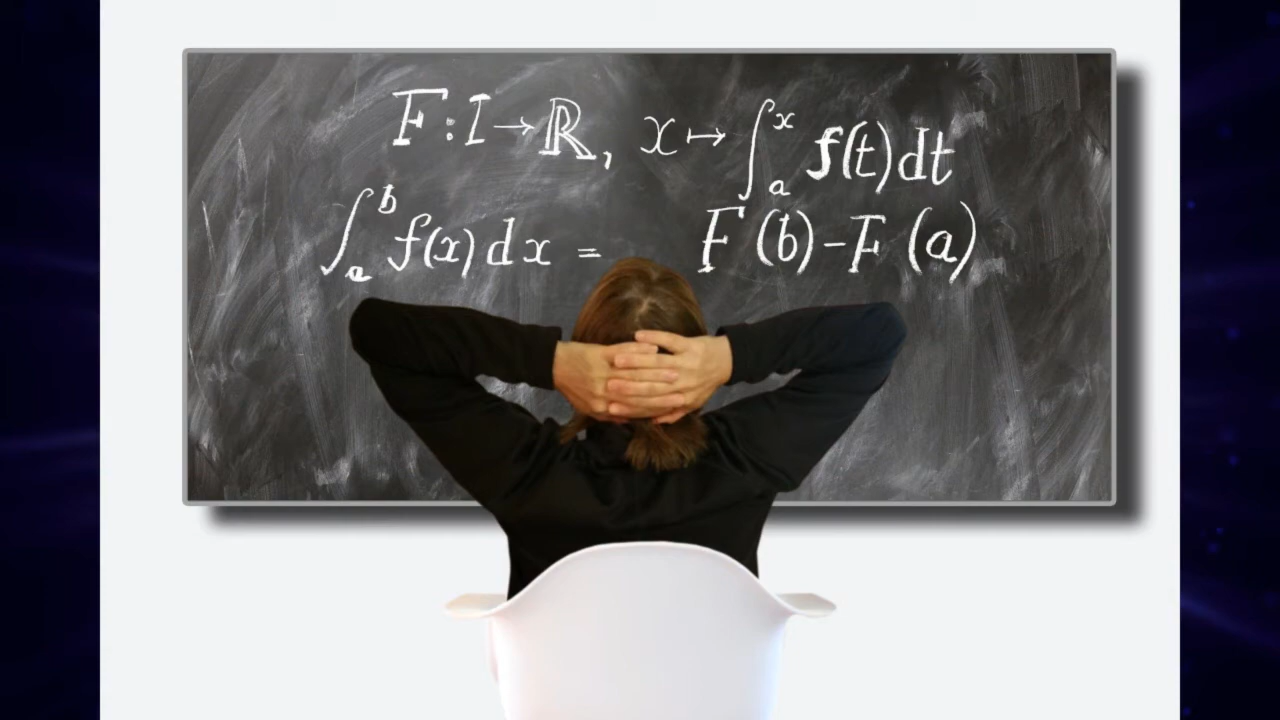 F : I → ℝ, x ↦ ∫ₐˣ f(t) dt
∫ₐᵇ f(x) dx = F (b) - F (a)